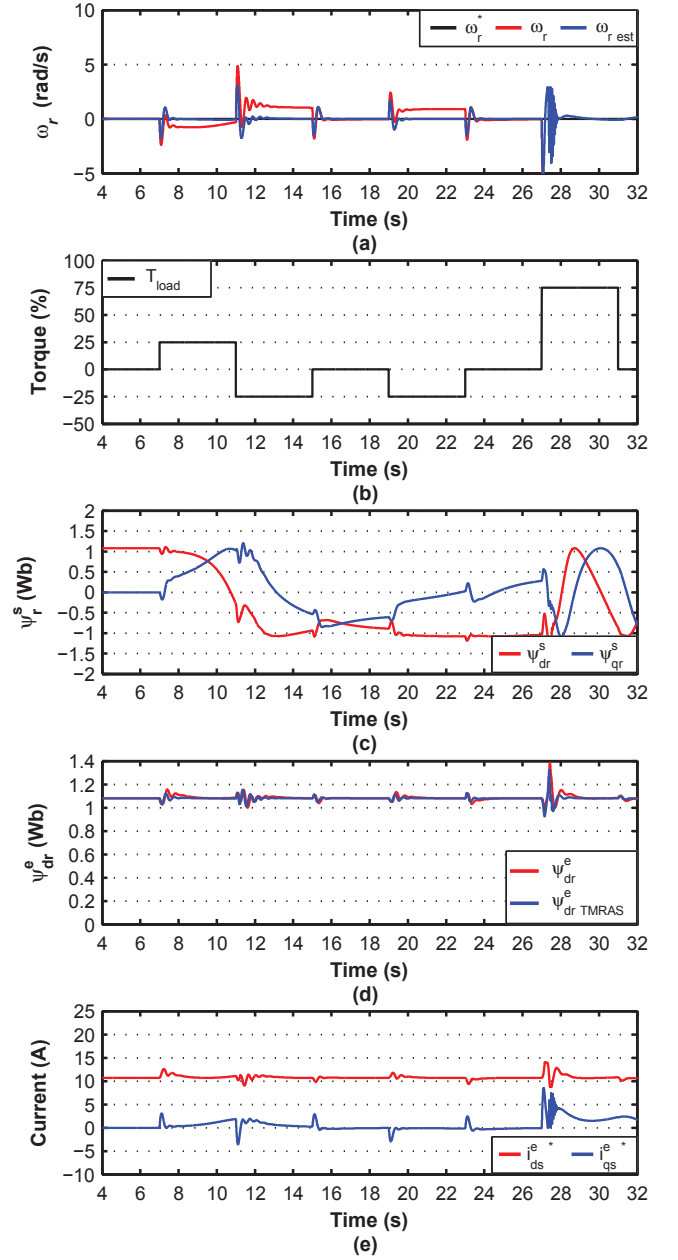 10
5
0
−5
ω_r (rad/s)
ω_r^* ω_r ω_r est
4 6 8 10 12 14 16 18 20 22 24 26 28 30 32
Time (s)
(a)
100
75
50
25
0
−25
−50
Torque (%)
T_load
4 6 8 10 12 14 16 18 20 22 24 26 28 30 32
Time (s)
(b)
2
1.5
1
0.5
0
−0.5
−1
−1.5
−2
ψ_r^s (Wb)
ψ_dr^s ψ_qr^s
4 6 8 10 12 14 16 18 20 22 24 26 28 30 32
Time (s)
(c)
1.4
1.2
1
0.8
0.6
0.4
0.2
0
ψ_dr^e (Wb)
ψ_dr^e
ψ_dr TMRAS^e
4 6 8 10 12 14 16 18 20 22 24 26 28 30 32
Time (s)
(d)
25
20
15
10
5
0
−5
−10
Current (A)
i_ds^e * i_qs^e *
4 6 8 10 12 14 16 18 20 22 24 26 28 30 32
Time (s)
(e)